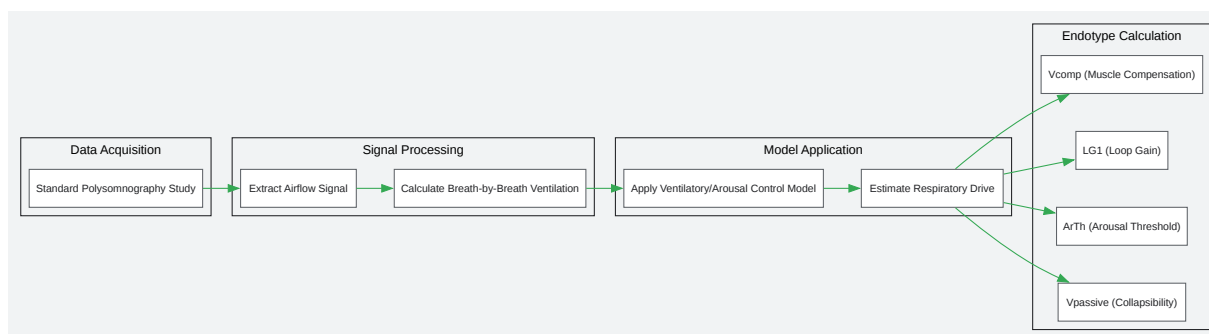 Data Acquisition
Standard Polysomnography Study
Signal Processing
Extract Airflow Signal
Calculate Breath-by-Breath Ventilation
Model Application
Apply Ventilatory/Arousal Control Model
Estimate Respiratory Drive
Endotype Calculation
Vcomp (Muscle Compensation)
LG1 (Loop Gain)
ArTh (Arousal Threshold)
Vpassive (Collapsibility)